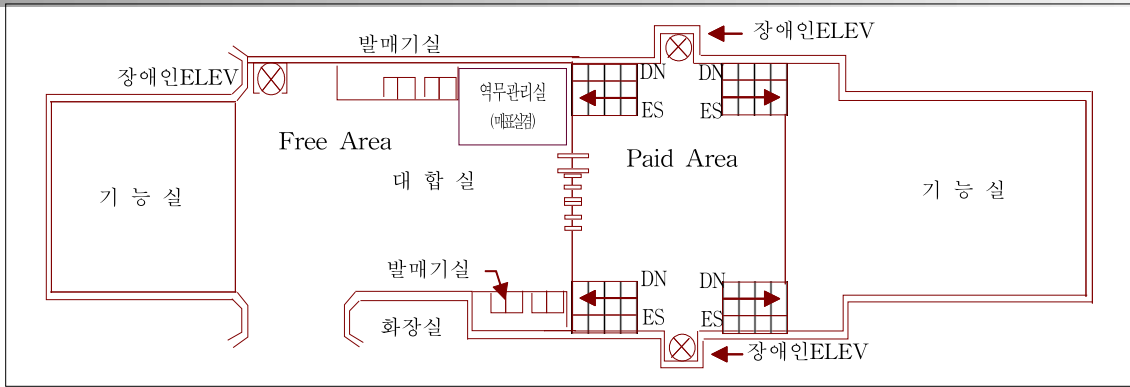 발매기실
장애인ELEV
장애인ELEV
역무관리실
(매표실겸)
DN
DN
ES
ES
Free Area
Paid Area
대 합 실
기 능 실
기 능 실
발매기실
DN
DN
ES
ES
화장실
장애인ELEV